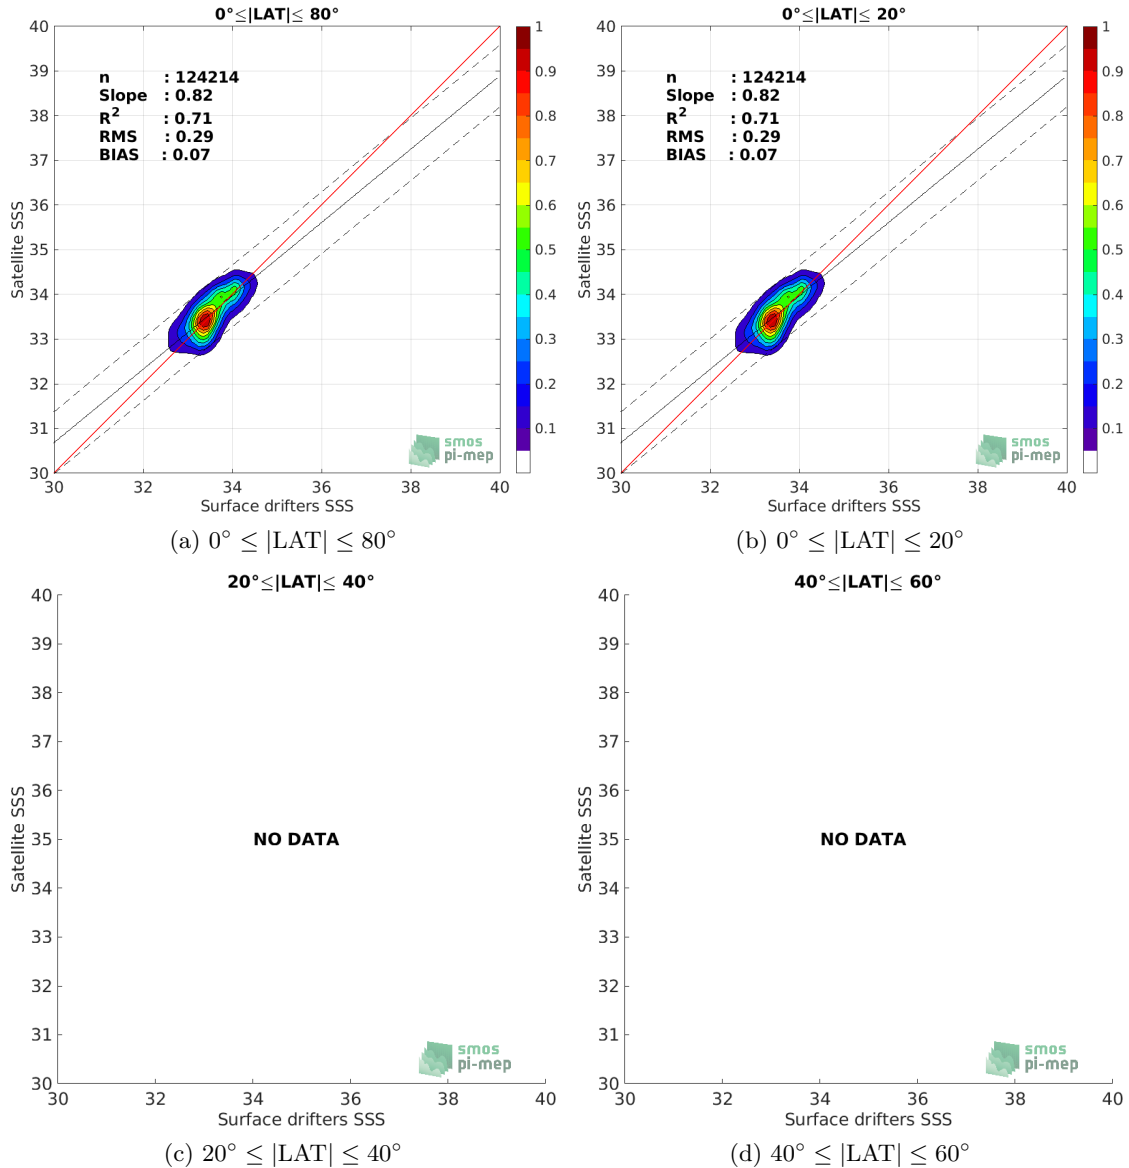 0°≤|LAT|≤ 80°
n : 124214
Slope : 0.82
R² : 0.71
RMS : 0.29
BIAS : 0.07
40
39
38
37
36
35
34
33
32
31
30
Satellite SSS
30 32 34 36 38 40
Surface drifters SSS
1
0.9
0.8
0.7
0.6
0.5
0.4
0.3
0.2
0.1
smos
pi-mep
(a) 0° ≤ |LAT| ≤ 80°
0°≤|LAT|≤ 20°
n : 124214
Slope : 0.82
R² : 0.71
RMS : 0.29
BIAS : 0.07
40
39
38
37
36
35
34
33
32
31
30
Satellite SSS
30 32 34 36 38 40
Surface drifters SSS
1
0.9
0.8
0.7
0.6
0.5
0.4
0.3
0.2
0.1
smos
pi-mep
(b) 0° ≤ |LAT| ≤ 20°
20°≤|LAT|≤ 40°
40
39
38
37
36
35
34
33
32
31
30
Satellite SSS
NO DATA
30 32 34 36 38 40
Surface drifters SSS
smos
pi-mep
(c) 20° ≤ |LAT| ≤ 40°
40°≤|LAT|≤ 60°
40
39
38
37
36
35
34
33
32
31
30
Satellite SSS
NO DATA
30 32 34 36 38 40
Surface drifters SSS
smos
pi-mep
(d) 40° ≤ |LAT| ≤ 60°